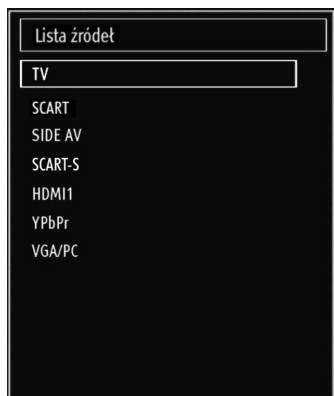 Lista źródeł
TV
SCART
SIDE AV
SCART-S
HDMI1
YPbPr
VGA/PC